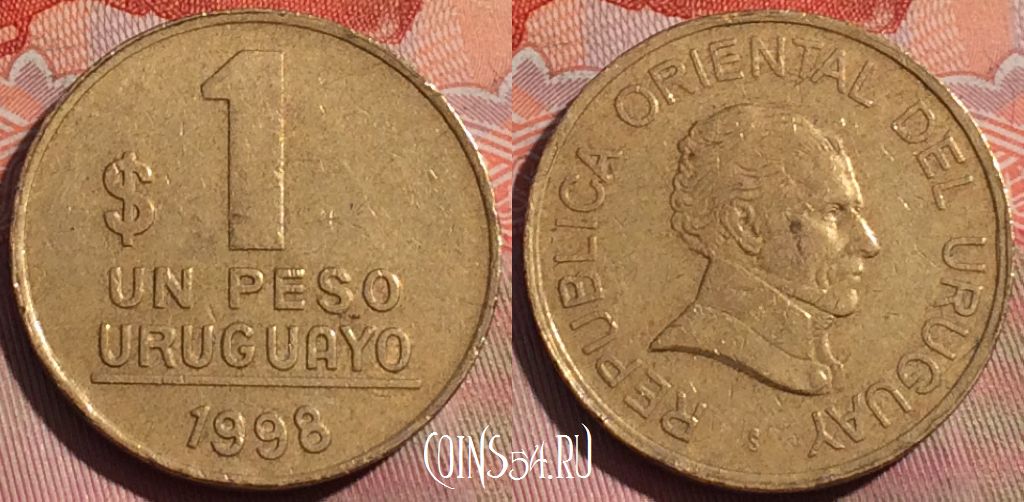 $ 1
UN PESO
URUGUAYO
1998
REPUBLICA ORIENTAL DEL URUGUAY
S
COINS54.RU